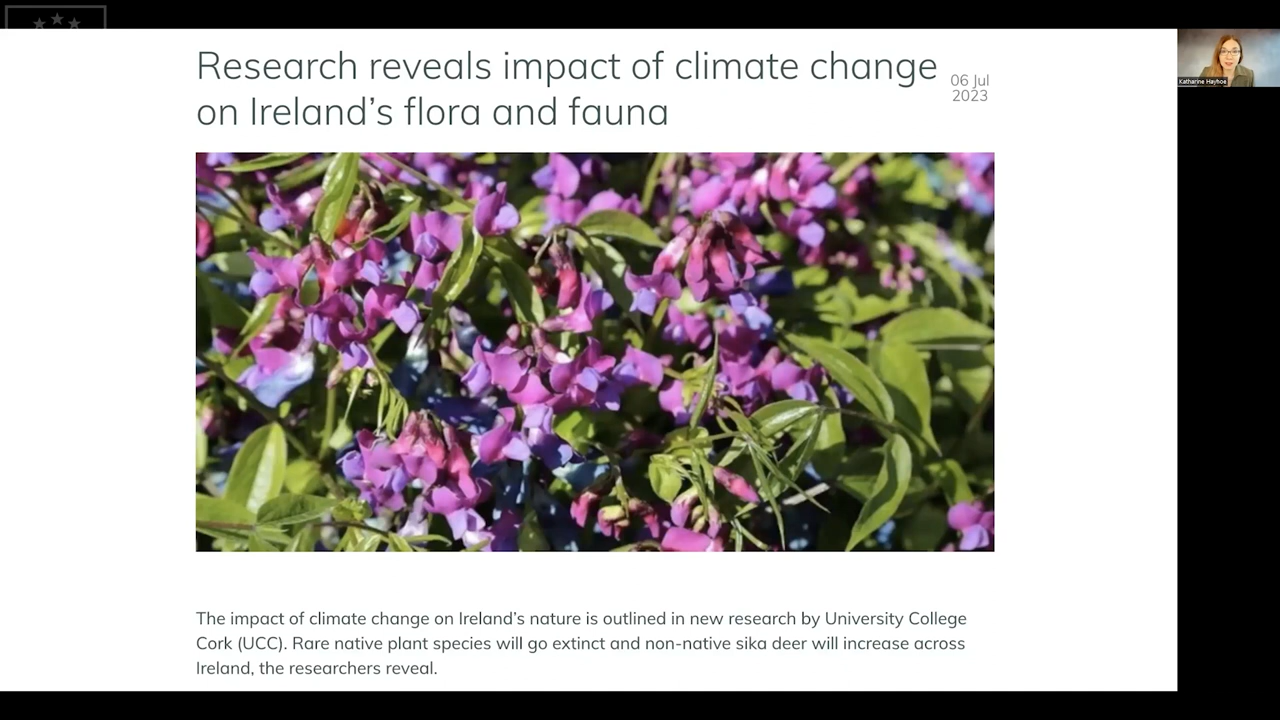 Research reveals impact of climate change
on Ireland’s flora and fauna
06 Jul
2023
Katharine Hayhoe
The impact of climate change on Ireland’s nature is outlined in new research by University College
Cork (UCC). Rare native plant species will go extinct and non-native sika deer will increase across
Ireland, the researchers reveal.